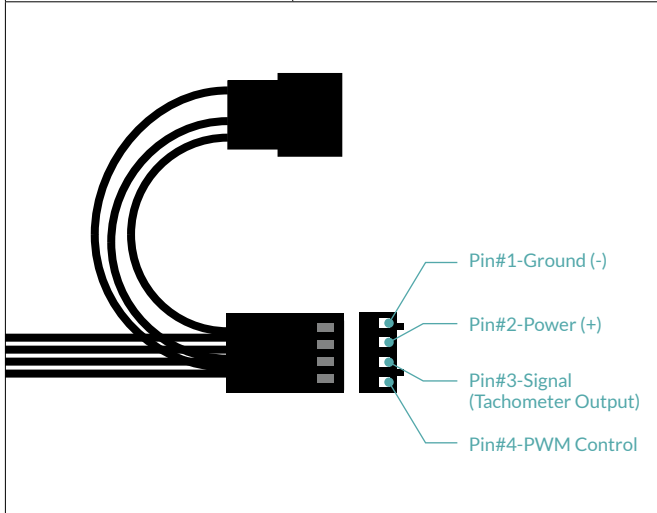 Pin#1-Ground (-)
Pin#2-Power (+)
Pin#3-Signal
(Tachometer Output)
Pin#4-PWM Control